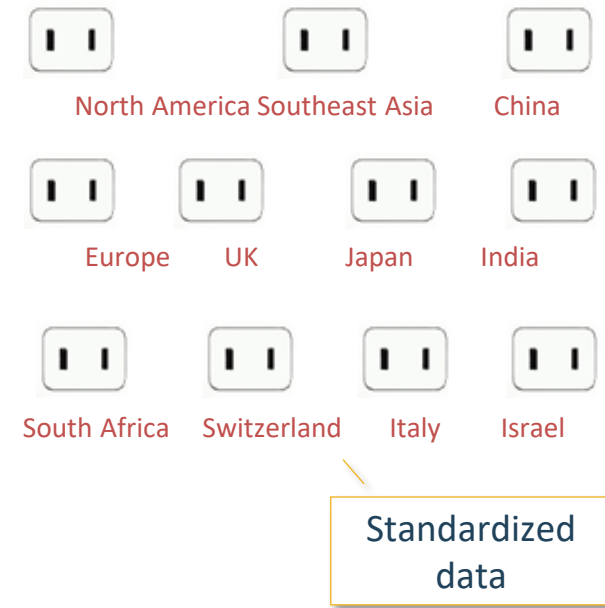 North America Southeast Asia China
Europe UK Japan India
South Africa Switzerland Italy Israel
Standardized
data